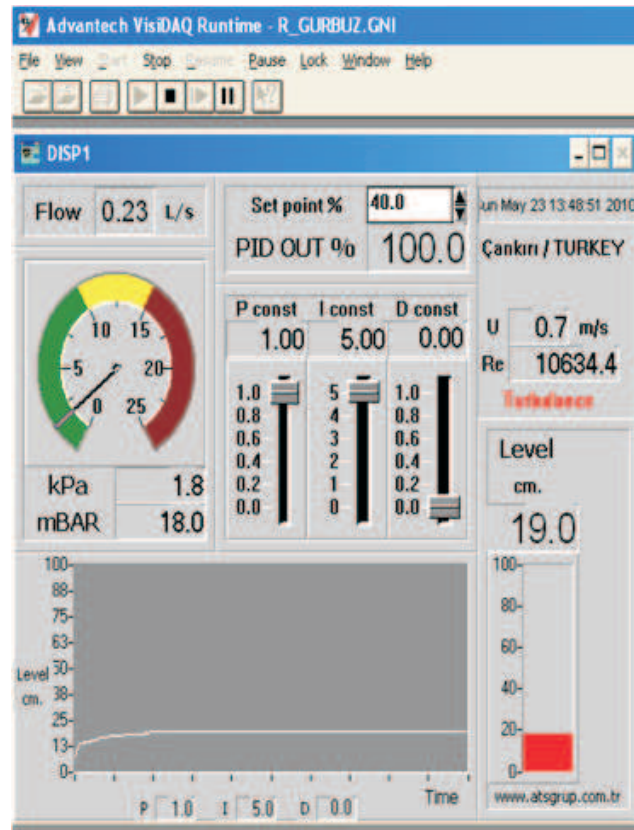 Advantech VisiDAQ Runtime - R_GURBUZ.GNI
File View Start Stop Resume Pause Lock Window Help
DISP1
Flow 0.23 L/s
Set point % 40.0
PID OUT % 100.0
Sun May 23 13:48:51 2010
Çankırı / TURKEY
P const I const D const
1.00 5.00 0.00
U 0.7 m/s
Re 10634.4
Turbulance
10 15
5 20
0 25
kPa 1.8
mBAR 18.0
1.0 5 1.0
0.8 4 0.8
0.6 3 0.6
0.4 2 0.4
0.2 1 0.2
0.0 0 0.0
Level
cm.
19.0
100
80
60
40
20
0
100
88
75
63
50
38
25
13
0
Level
cm.
Time
P 1.0 I 5.0 D 0.0
www.atsgrup.com.tr